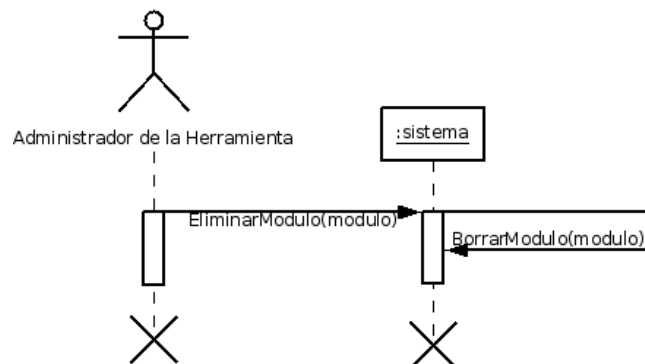 Administrador de la Herramienta
:sistema
EliminarModulo(modulo)
BorrarModulo(modulo)